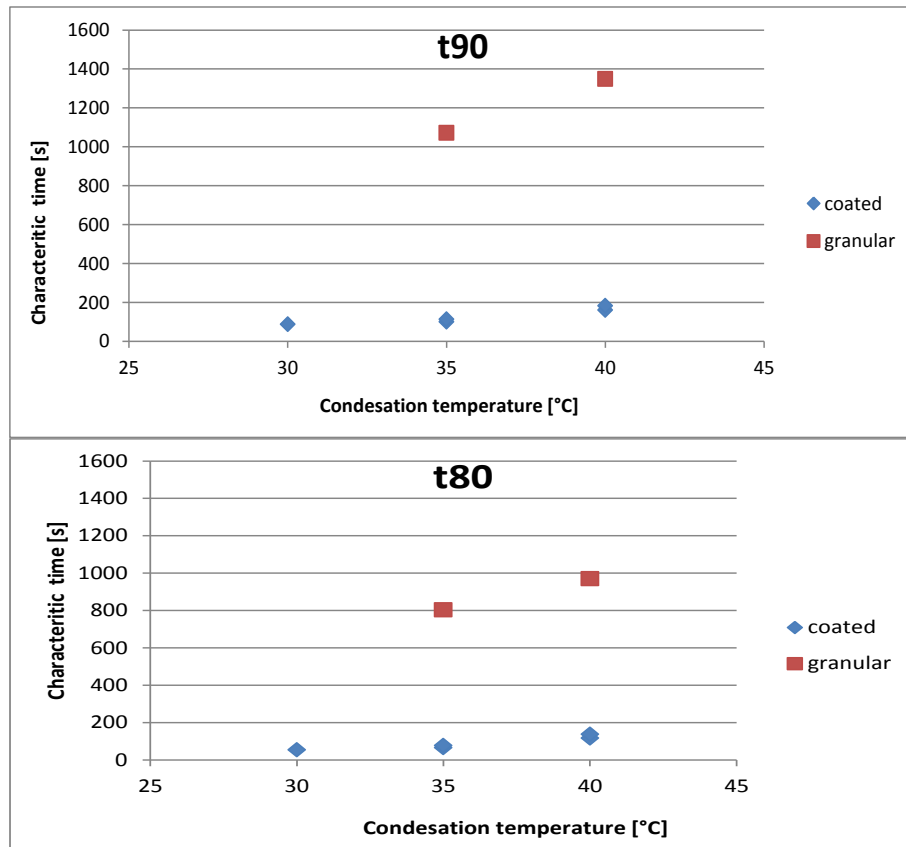 t90
1600
1400
1200
1000
800
600
400
200
0
25 30 35 40 45
Characteritic time [s]
Condesation temperature [°C]
coated
granular
t80
1600
1400
1200
1000
800
600
400
200
0
25 30 35 40 45
Characteritic time [s]
Condesation temperature [°C]
coated
granular